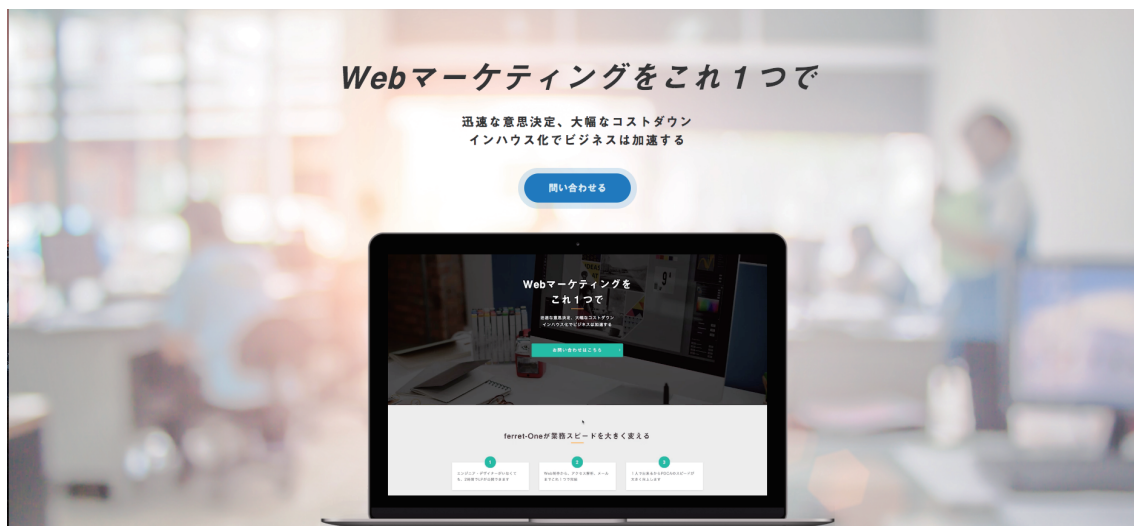 Webマーケティングをこれ１つで
迅速な意思決定、大幅なコストダウン
インハウス化でビジネスは加速する
問い合わせる
Webマーケティングを
これ１つで
迅速な意思決定、大幅なコストダウン
インハウス化でビジネスは加速する
お問い合わせはこちら
ferret-Oneが業務スピードを大きく変える
1
2
3